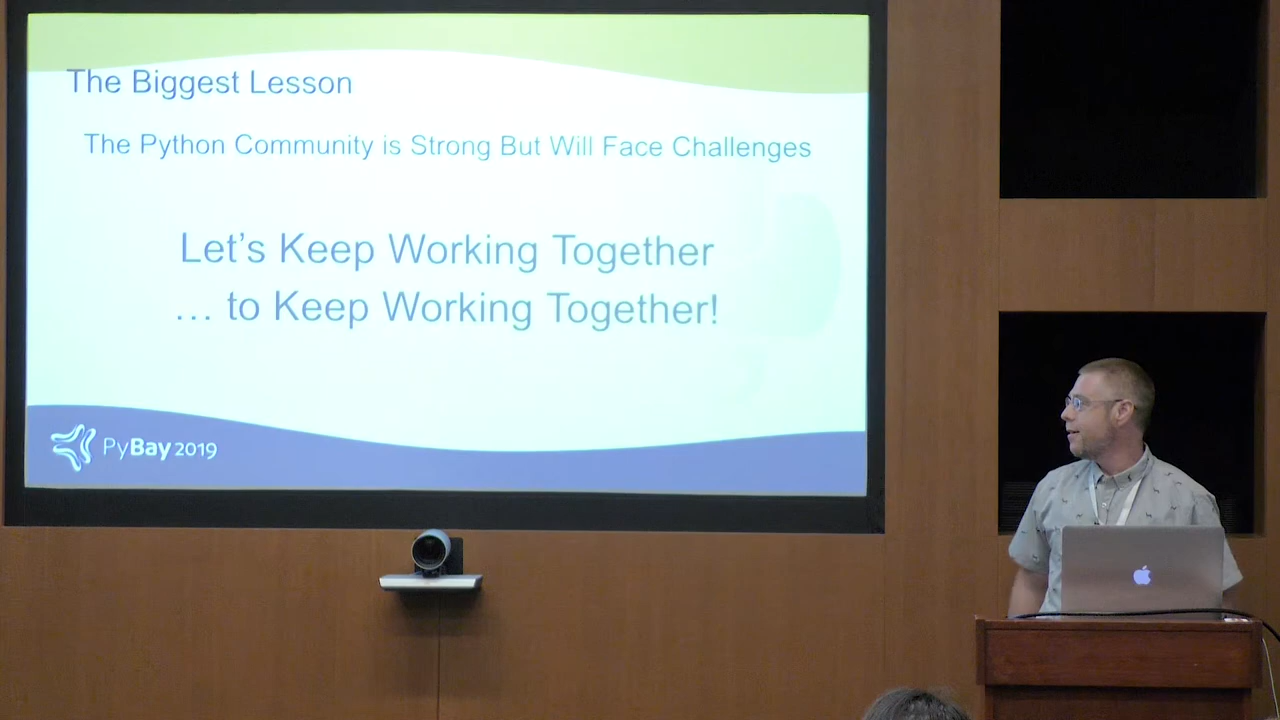 The Biggest Lesson
The Python Community is Strong But Will Face Challenges
Let's Keep Working Together
… to Keep Working Together!
PyBay 2019